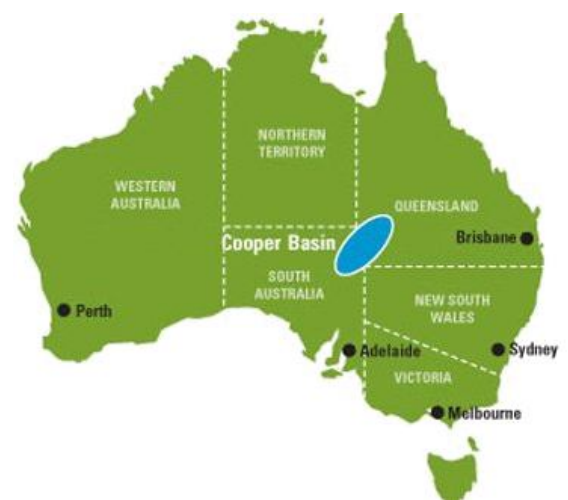 NORTHERN
TERRITORY
WESTERN
AUSTRALIA
QUEENSLAND
Cooper Basin
Brisbane
SOUTH
AUSTRALIA
NEW SOUTH
WALES
Perth
Adelaide
Sydney
VICTORIA
Melbourne